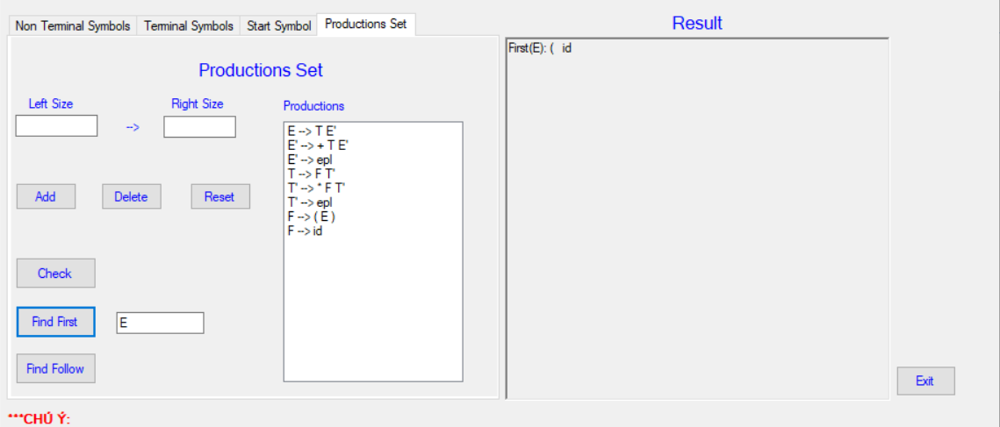 Non Terminal Symbols Terminal Symbols Start Symbol Productions Set
Productions Set
Left Size
Right Size
-->
Productions
E --> T E'
E' --> + T E'
E' --> epl
T --> F T'
T' --> * F T'
T' --> epl
F --> ( E )
F --> id
Add Delete Reset
Check
Find First E
Find Follow
Result
First(E): ( id
Exit
***CHÚ Ý: